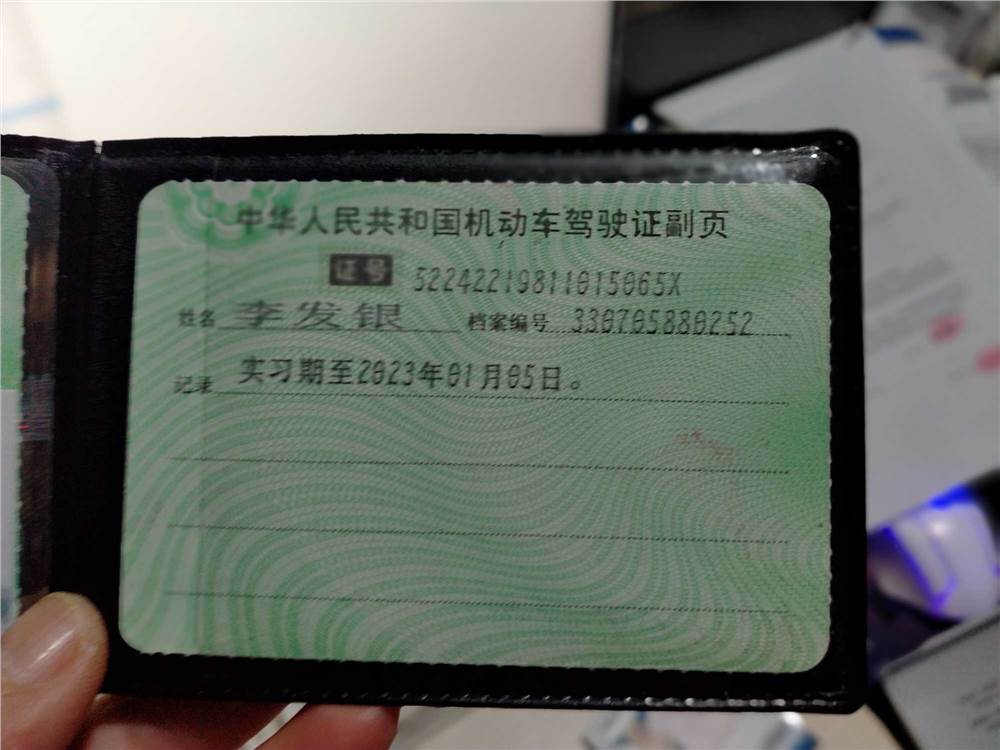 中华人民共和国机动车驾驶证副页
证号 52242219811015065X
姓名 李发银 档案编号 330705880252
记录 实习期至2023年01月05日。